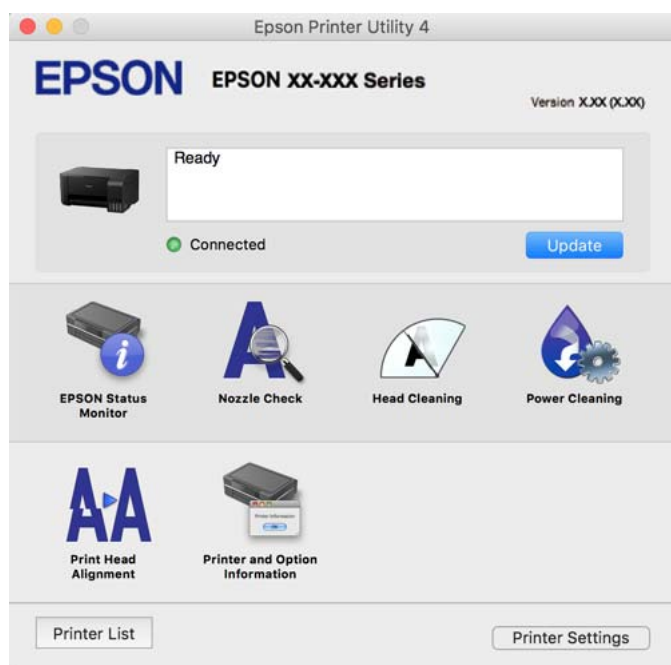 Epson Printer Utility 4
EPSON
EPSON XX-XXX Series
Version X.XX (X.XX)
Ready
Connected
Update
EPSON Status
Monitor
Nozzle Check
Head Cleaning
Power Cleaning
Print Head
Alignment
Printer and Option
Information
Printer List
Printer Settings